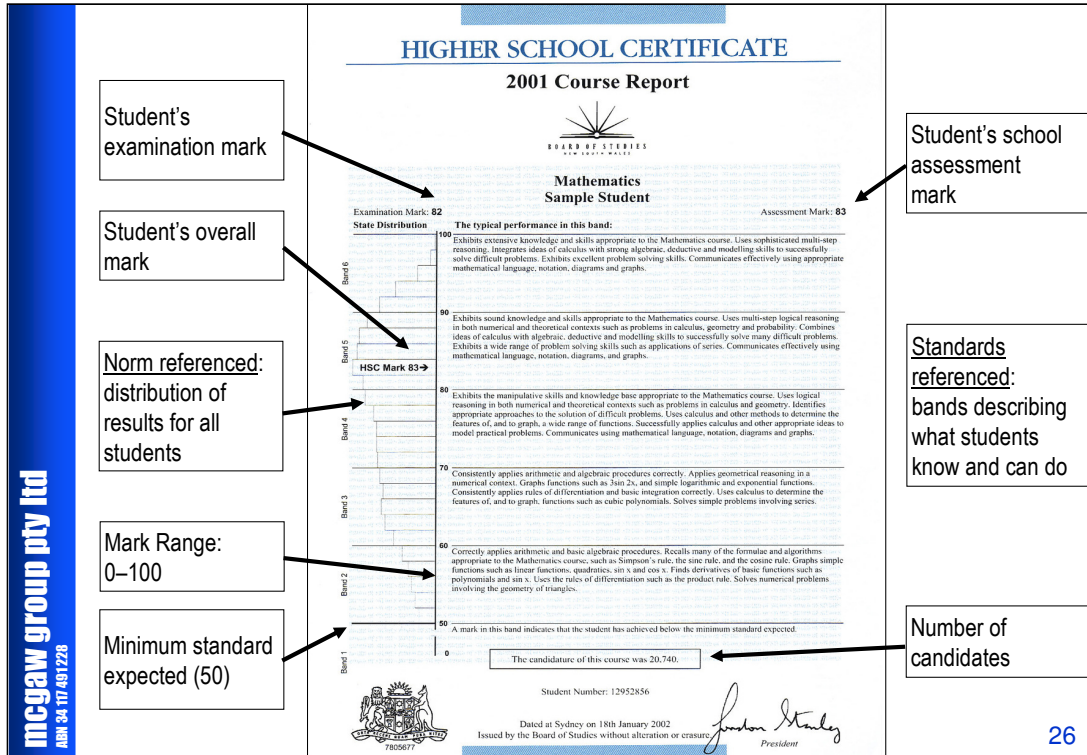 HIGHER SCHOOL CERTIFICATE
2001 Course Report
BOARD OF STUDIES
NEW SOUTH WALES
Mathematics
Sample Student
Examination Mark: 82
Assessment Mark: 83
State Distribution
The typical performance in this band:
100
Exhibits extensive knowledge and skills appropriate to the Mathematics course. Uses sophisticated multi-step
reasoning. Integrates ideas of calculus with strong algebraic, deductive and modelling skills to successfully
solve difficult problems. Exhibits excellent problem solving skills. Communicates effectively using appropriate
mathematical language, notation, diagrams and graphs.
Band 6
90
Exhibits sound knowledge and skills appropriate to the Mathematics course. Uses multi-step logical reasoning
in both numerical and theoretical contexts such as problems in calculus, geometry and probability. Combines
ideas of calculus with algebraic, deductive and modelling skills to successfully solve many difficult problems.
Exhibits a wide range of problem solving skills such as applications of series. Communicates effectively using
mathematical language, notation, diagrams, and graphs.
Band 5
HSC Mark 83→
80
Exhibits the manipulative skills and knowledge base appropriate to the Mathematics course. Uses logical
reasoning in both numerical and theoretical contexts such as problems in calculus and geometry. Identifies
appropriate approaches to the solution of difficult problems. Uses calculus and other methods to determine the
features of, and to graph, a wide range of functions. Successfully applies calculus and other appropriate ideas to
model practical problems. Communicates using mathematical language, notation, diagrams and graphs.
Band 4
70
Consistently applies arithmetic and algebraic procedures correctly. Applies geometrical reasoning in a
numerical context. Graphs functions such as 3sin 2x, and simple logarithmic and exponential functions.
Consistently applies rules of differentiation and basic integration correctly. Uses calculus to determine the
features of, and to graph, functions such as cubic polynomials. Solves simple problems involving series.
Band 3
60
Correctly applies arithmetic and basic algebraic procedures. Recalls many of the formulae and algorithms
appropriate to the Mathematics course, such as Simpson's rule, the sine rule, and the cosine rule. Graphs simple
functions such as linear functions, quadratics, sin x and cos x. Finds derivatives of basic functions such as
polynomials and sin x. Uses the rules of differentiation such as the product rule. Solves numerical problems
involving the geometry of triangles.
Band 2
50
A mark in this band indicates that the student has achieved below the minimum standard expected.
Band 1
0
The candidature of this course was 20,740.
Student Number: 12952856
Dated at Sydney on 18th January 2002
Issued by the Board of Studies without alteration or erasure.
President
7805677
Student's
examination mark
Student's overall
mark
Norm referenced:
distribution of
results for all
students
Mark Range:
0–100
Minimum standard
expected (50)
Student's school
assessment
mark
Standards
referenced:
bands describing
what students
know and can do
Number of
candidates
mcgaw group pty ltd
ABN 34 117 491 228
26